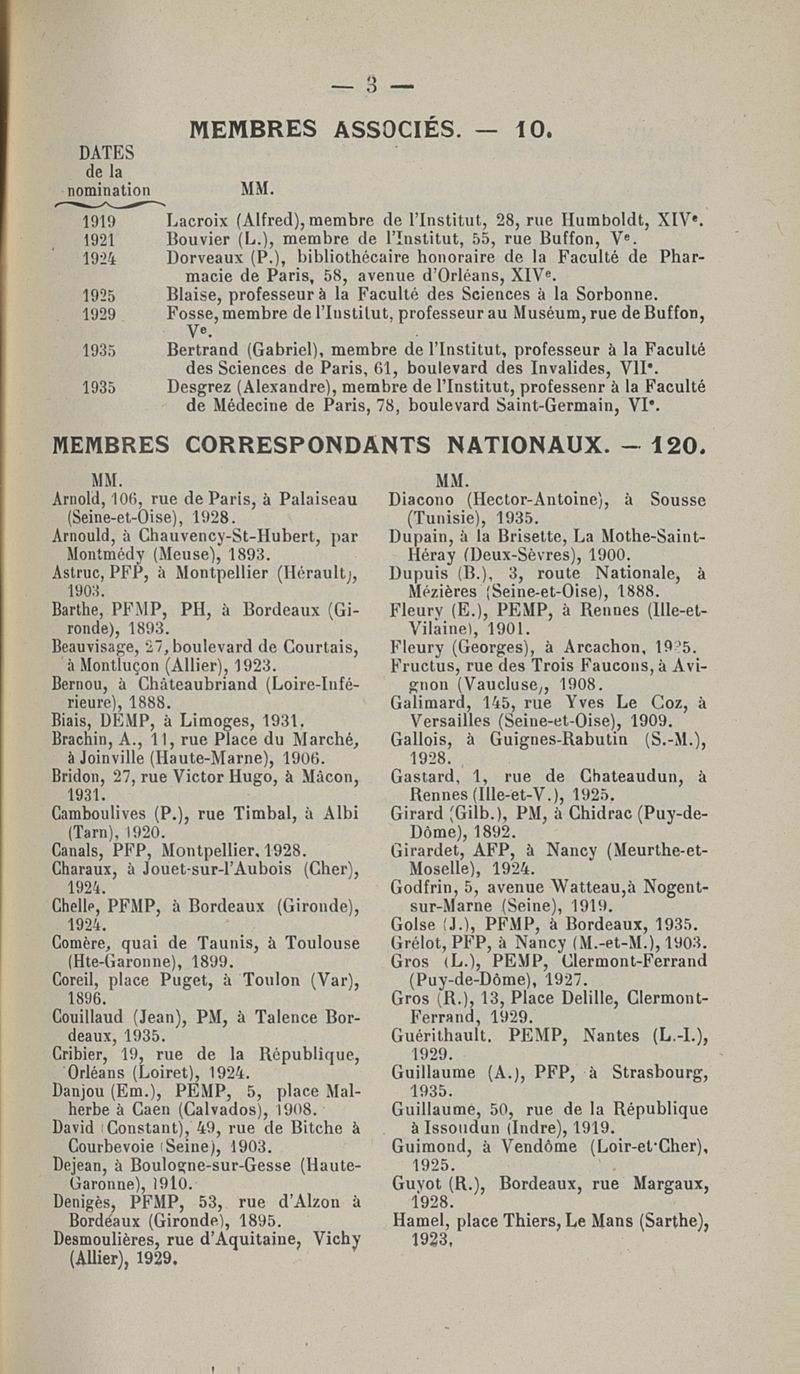 — 3 —
MEMBRES ASSOCIÉS. — 10.
DATES
de la
nomination
MM.
1919 Lacroix (Alfred), membre de l'Institut, 28, rue Humboldt, XIVe.
1921 Bouvier (L.), membre de l'Institut, 55, rue Buffon, Ve.
1924 Dorveaux (P.), bibliothécaire honoraire de la Faculté de Phar-
macie de Paris, 58, avenue d'Orléans, XIVe.
1925 Blaise, professeur à la Faculté des Sciences à la Sorbonne.
1929 Fosse, membre de l'Institut, professeur au Muséum, rue de Buffon,
Ve.
1935 Bertrand (Gabriel), membre de l'Institut, professeur à la Faculté
des Sciences de Paris, 61, boulevard des Invalides, VIIe.
1935 Desgrez (Alexandre), membre de l'Institut, professenr à la Faculté
de Médecine de Paris, 78, boulevard Saint-Germain, VIe.
MEMBRES CORRESPONDANTS NATIONAUX. — 120.
MM.
Arnold, 106, rue de Paris, à Palaiseau
(Seine-et-Oise), 1928.
Arnould, à Chauvency-St-Hubert, par
Montmédy (Meuse), 1893.
Astruc, PFP, à Montpellier (Hérault),
1903.
Barthe, PFMP, PH, à Bordeaux (Gi-
ronde), 1893.
Beauvisage, 27, boulevard de Courtais,
à Montluçon (Allier), 1923.
Bernou, à Châteaubriand (Loire-Infé-
rieure), 1888.
Biais, DEMP, à Limoges, 1931.
Brachin, A., 11, rue Place du Marché,
à Joinville (Haute-Marne), 1906.
Bridon, 27, rue Victor Hugo, à Mâcon,
1931.
Camboulives (P.), rue Timbal, à Albi
(Tarn), 1920.
Canals, PFP, Montpellier, 1928.
Charaux, à Jouet-sur-l'Aubois (Cher),
1924.
Chelle, PFMP, à Bordeaux (Gironde),
1924.
Comère, quai de Taunis, à Toulouse
(Hte-Garonne), 1899.
Coreil, place Puget, à Toulon (Var),
1896.
Couillaud (Jean), PM, à Talence Bor-
deaux, 1935.
Cribier, 19, rue de la République,
Orléans (Loiret), 1924.
Danjou (Em.), PEMP, 5, place Mal-
herbe à Caen (Calvados), 1908.
David (Constant), 49, rue de Bitche à
Courbevoie (Seine), 1903.
Dejean, à Boulogne-sur-Gesse (Haute-
Garonne), 1910.
Denigès, PFMP, 53, rue d'Alzon à
Bordeaux (Gironde), 1895.
Desmoulières, rue d'Aquitaine, Vichy
(Allier), 1929.
MM.
Diacono (Hector-Antoine), à Sousse
(Tunisie), 1935.
Dupain, à la Brisette, La Mothe-Saint-
Héray (Deux-Sèvres), 1900.
Dupuis (B.), 3, route Nationale, à
Mézières (Seine-et-Oise), 1888.
Fleury (E.), PEMP, à Rennes (Ille-et-
Vilaine), 1901.
Fleury (Georges), à Arcachon,
Fructus, rue des Trois Faucons, à Avi-
gnon (Vaucluse), 1908.
Galimard, 145, rue Yves Le Coz, à
Versailles (Seine-et-Oise), 1909.
Gallois, à Guignes-Rabutin (S.-M.),
1928.
Gastard, 1, rue de Chateaudun, à
Rennes (Ille-et-V.), 1925.
Girard (Gilb.), PM, à Chidrac (Puy-de-
Dôme), 1892.
Girardet, AFP, à Nancy (Meurthe-et-
Moselle), 1924.
Godfrin, 5, avenue Watteau, à Nogent-
sur-Marne (Seine), 1919.
Golse (J.), PFMP, à Bordeaux, 1935.
Grélot, PFP, à Nancy (M.-et-M.), 1903.
Gros (L.), PEMP, Clermont-Ferrand
(Puy-de-Dôme), 1927.
Gros (R.), 13, Place Delille, Clermont-
Ferrand, 1929.
Guérithault, PEMP, Nantes (L.-I.),
1929.
Guillaume (A.), PFP, à Strasbourg,
1935.
Guillaume, 50, rue de la République
à Issoudun (Indre), 1919.
Guimond, à Vendôme (Loir-et-Cher),
1925.
Guyot (R.), Bordeaux, rue Margaux,
1928.
Hamel, place Thiers, Le Mans (Sarthe),
1923,